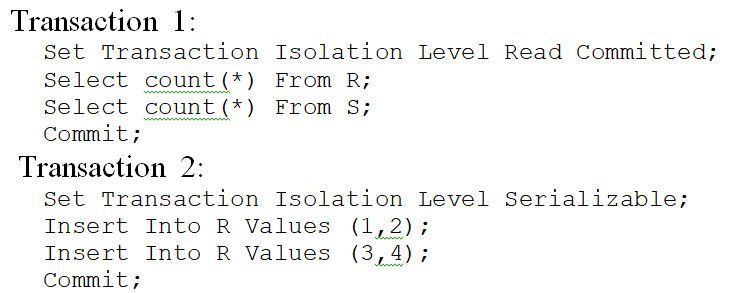 Transaction 1:
Set Transaction Isolation Level Read Committed;
Select count(*) From R;
Select count(*) From S;
Commit;
Transaction 2:
Set Transaction Isolation Level Serializable;
Insert Into R Values (1,2);
Insert Into R Values (3,4);
Commit;